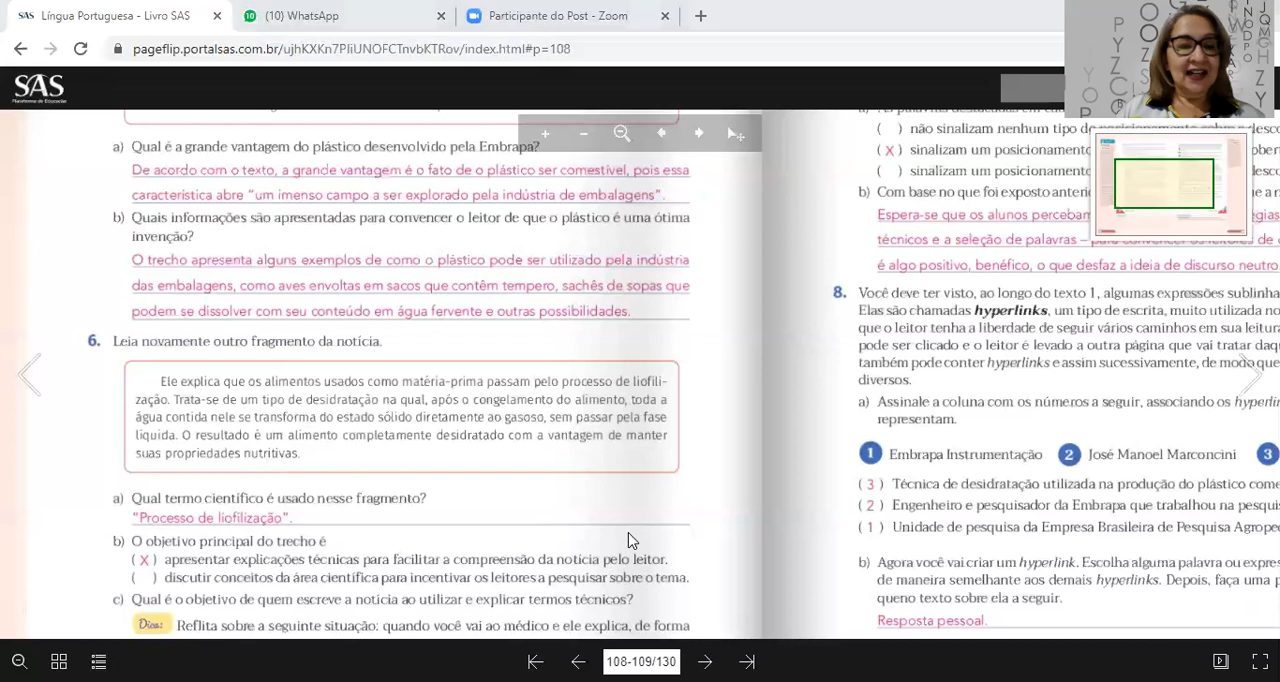 Língua Portuguesa - Livro SAS
(10) WhatsApp
Participante do Post - Zoom
pageflip.portalsas.com.br/ujhKXKn7PIiUNOFCTnvbKTRov/index.html#p=108
SAS
Plataforma de Educação
a) Qual é a grande vantagem do plástico desenvolvido pela Embrapa?
De acordo com o texto, a grande vantagem é o fato de o plástico ser comestível, pois essa
característica abre “um imenso campo a ser explorado pela indústria de embalagens”.
b) Quais informações são apresentadas para convencer o leitor de que o plástico é uma ótima
invenção?
O trecho apresenta alguns exemplos de como o plástico pode ser utilizado pela indústria
das embalagens, como aves envoltas em sacos que contêm tempero, sachês de sopas que
podem se dissolver com seu conteúdo em água fervente e outras possibilidades.
6. Leia novamente outro fragmento da notícia.
Ele explica que os alimentos usados como matéria-prima passam pelo processo de liofili-
zação. Trata-se de um tipo de desidratação na qual, após o congelamento do alimento, toda a
água contida nele se transforma do estado sólido diretamente ao gasoso, sem passar pela fase
líquida. O resultado é um alimento completamente desidratado com a vantagem de manter
suas propriedades nutritivas.
a) Qual termo científico é usado nesse fragmento?
“Processo de liofilização”.
b) O objetivo principal do trecho é
( X ) apresentar explicações técnicas para facilitar a compreensão da notícia pelo leitor.
( ) discutir conceitos da área científica para incentivar os leitores a pesquisar sobre o tema.
c) Qual é o objetivo de quem escreve a notícia ao utilizar e explicar termos técnicos?
Dica: Reflita sobre a seguinte situação: quando você vai ao médico e ele explica, de forma
( ) não sinalizam nenhum tipo de posicionamento sobre
( X ) sinalizam um posicionamento
( ) sinalizam um posicionamento
b) Com base no que foi exposto
Espera-se que os alunos percebam
técnicos e a seleção de palavras – para convencer os leitores de
é algo positivo, benéfico, o que desfaz a ideia de discurso neutro.
8. Você deve ter visto, ao longo do texto 1, algumas expressões
Elas são chamadas hyperlinks, um tipo de escrita, muito utilizada
que o leitor tenha a liberdade de seguir vários caminhos em sua
pode ser clicado e o leitor é levado a outra página que vai tratar
também pode conter hyperlinks e assim sucessivamente, de modo que
diversos.
a) Assinale a coluna com os números a seguir, associando os
representam.
1 Embrapa Instrumentação 2 José Manoel Marconcini 3
( 3 ) Técnica de desidratação utilizada na produção do plástico
( 2 ) Engenheiro e pesquisador da Embrapa que trabalhou na
( 1 ) Unidade de pesquisa da Empresa Brasileira de Pesquisa
b) Agora você vai criar um hyperlink. Escolha alguma palavra ou
de maneira semelhante aos demais hyperlinks. Depois, faça uma
queno texto sobre ela a seguir.
Resposta pessoal.
108-109/130